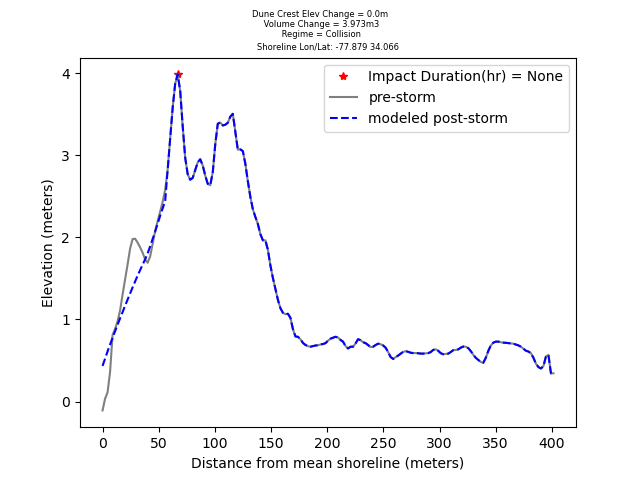 Dune Crest Elev Change = 0.0m
Volume Change = 3.973m3
Regime = Collision
Shoreline Lon/Lat: -77.879 34.066
Impact Duration(hr) = None
pre-storm
modeled post-storm
Elevation (meters)
4
3
2
1
0
0 50 100 150 200 250 300 350 400
Distance from mean shoreline (meters)